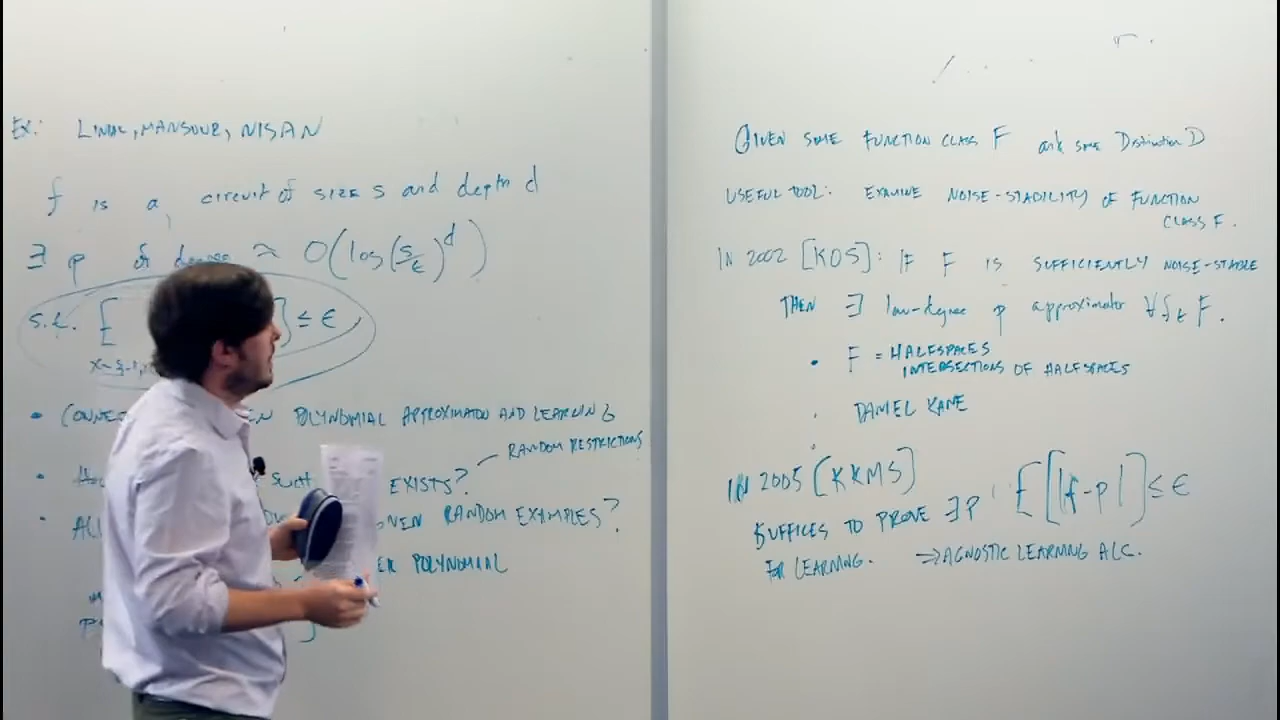 Ex: LINIAL, MANSOUR, NISAN
f is a circuit of size s and depth d
∃ p of degree ≈ O(log(s/ε)^d)
s.t. E[ ] ≤ ε
x~{-1,
• CONNE EN POLYNOMIAL APPROXIMATION AND LEARNING
• SUCH EXISTS? — RANDOM RESTRICTIONS
• VEN RANDOM EXAMPLES?
ER POLYNOMIAL
]
GIVEN SOME FUNCTION CLASS F and some Distribution D
USEFUL TOOL: EXAMINE NOISE-STABILITY OF FUNCTION
CLASS F.
IN 2002 [KOS]: IF F IS SUFFICIENTLY NOISE-STABLE
THEN ∃ low-degree p approximator ∀ f ∈ F.
• F = HALFSPACES
INTERSECTIONS OF HALFSPACES
• DANIEL KANE
•
IN 2005 [KKMS]
SUFFICES TO PROVE ∃ P E[|f-p|] ≤ ε
FOR LEARNING. ⇒ AGNOSTIC LEARNING ALG.